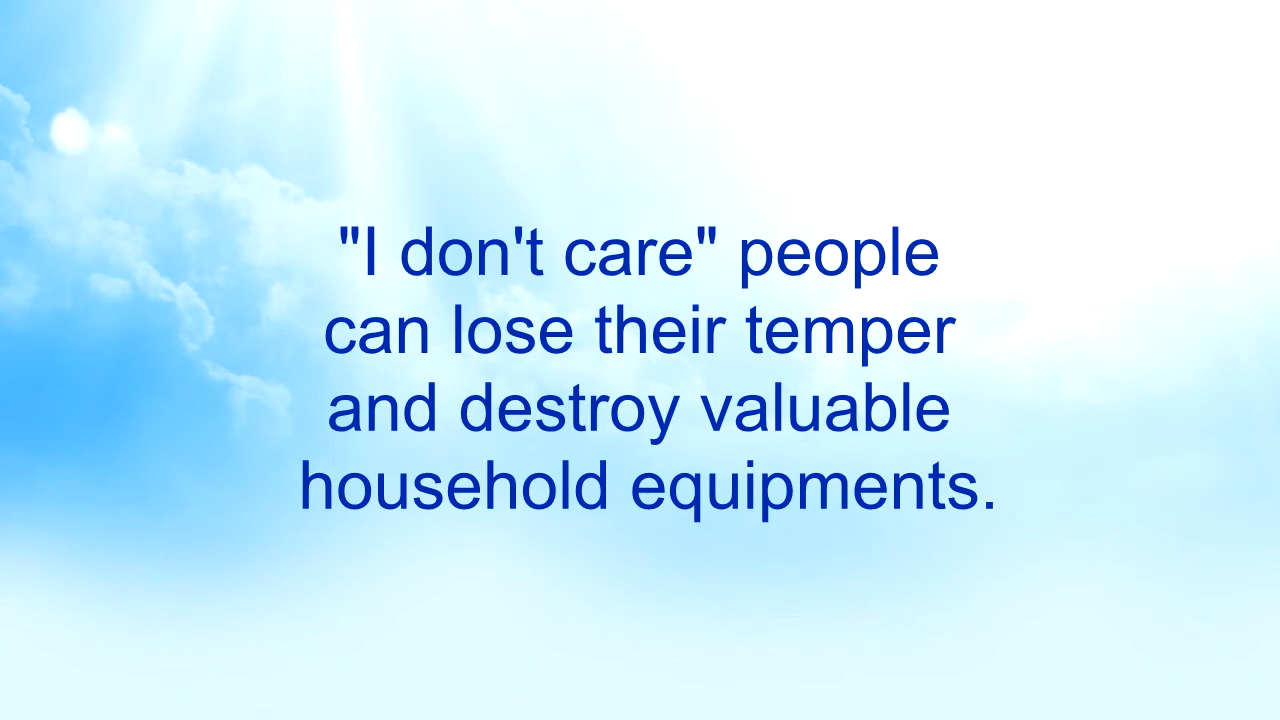 "I don't care" people
can lose their temper
and destroy valuable
household equipments.